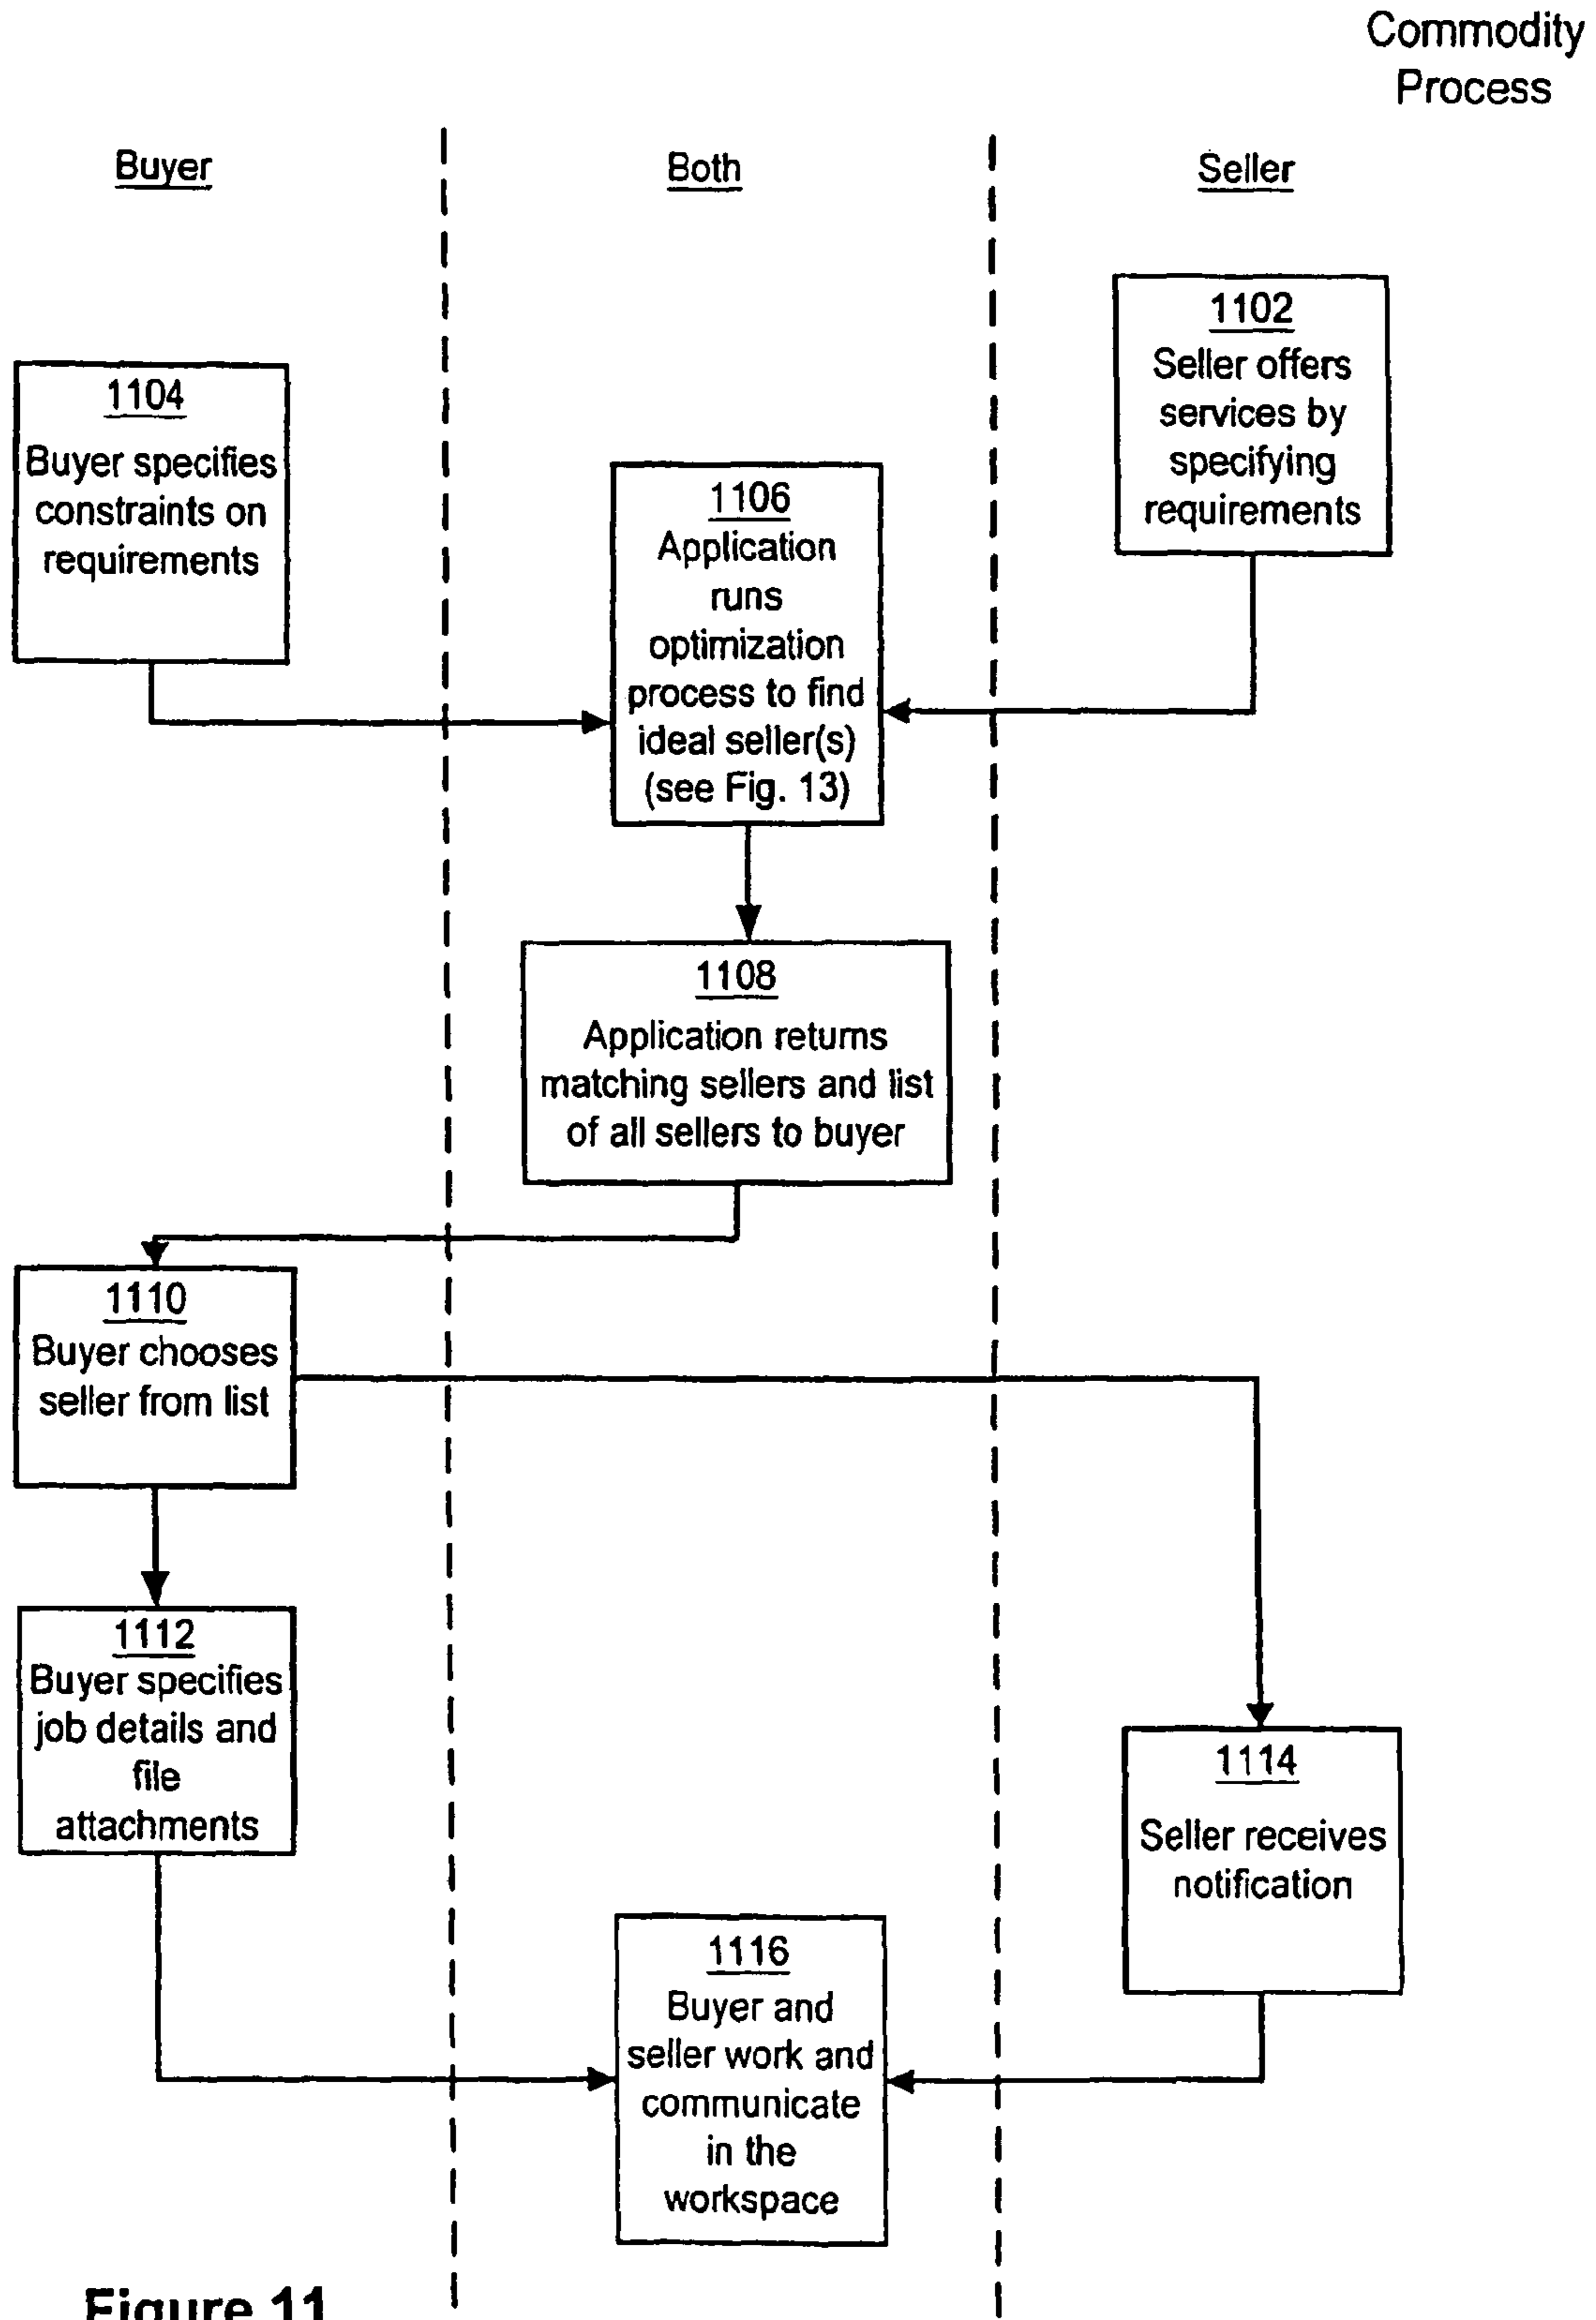 Commodity
Process
Buyer
Both
Seller
1102
Seller offers
services by
specifying
requirements
1104
Buyer specifies
constraints on
requirements
1106
Application
runs
optimization
process to find
ideal seller(s)
(see Fig. 13)
1108
Application returns
matching sellers and list
of all sellers to buyer
1110
Buyer chooses
seller from list
1112
Buyer specifies
job details and
file
attachments
1114
Seller receives
notification
1116
Buyer and
seller work and
communicate
in the
workspace
Figure 11